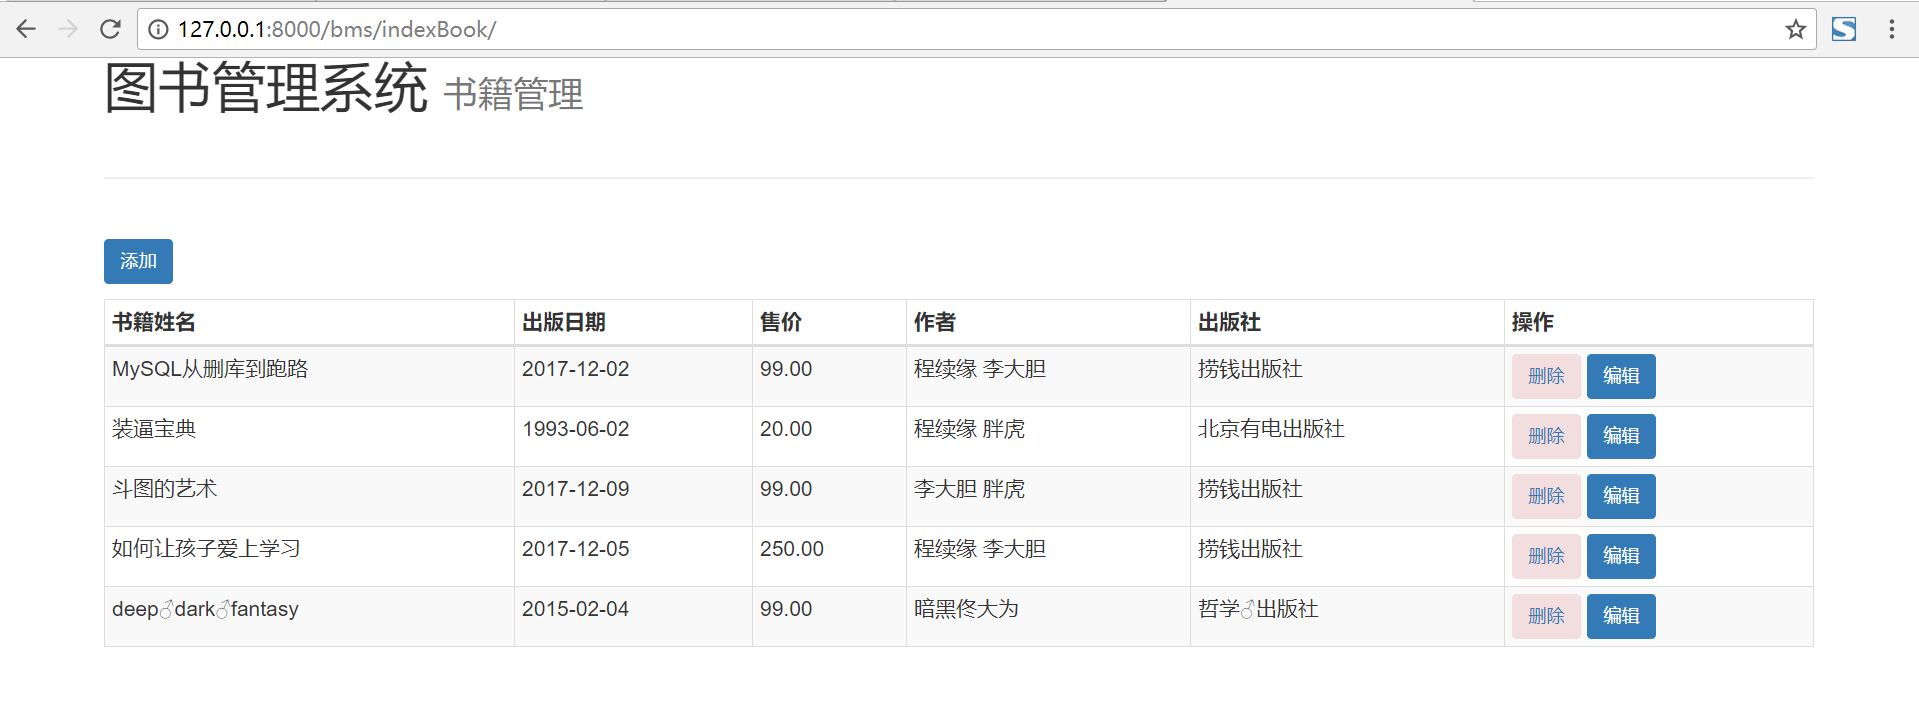 127.0.0.1:8000/bms/indexBook/
图书管理系统 书籍管理
添加
书籍姓名 出版日期 售价 作者 出版社 操作
MySQL从删库到跑路 2017-12-02 99.00 程续缘 李大胆 捞钱出版社 删除 编辑
装逼宝典 1993-06-02 20.00 程续缘 胖虎 北京有电出版社 删除 编辑
斗图的艺术 2017-12-09 99.00 李大胆 胖虎 捞钱出版社 删除 编辑
如何让孩子爱上学习 2017-12-05 250.00 程续缘 李大胆 捞钱出版社 删除 编辑
deep♂dark♂fantasy 2015-02-04 99.00 暗黑佟大为 哲学♂出版社 删除 编辑